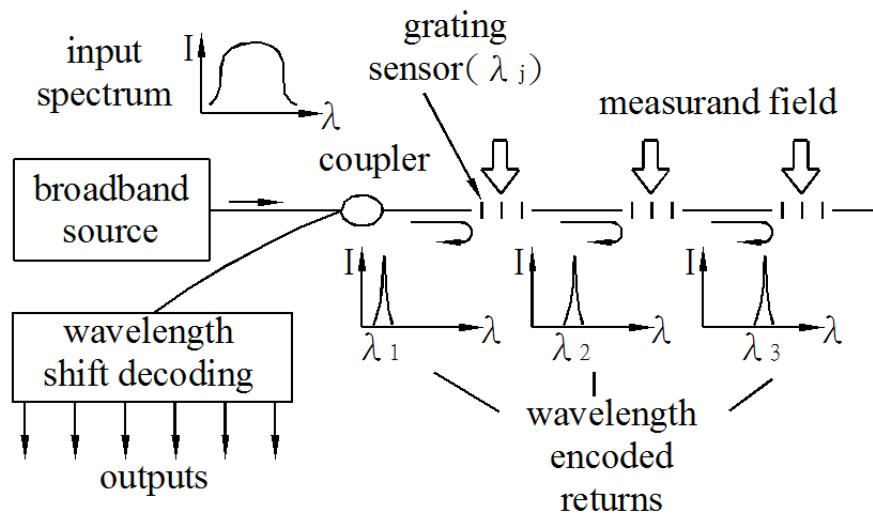 input
spectrum
I
λ
grating
sensor(λj)
measurand field
coupler
broadband
source
I
λ
λ1
I
λ
λ2
I
λ
λ3
wavelength
shift decoding
wavelength
encoded
returns
outputs